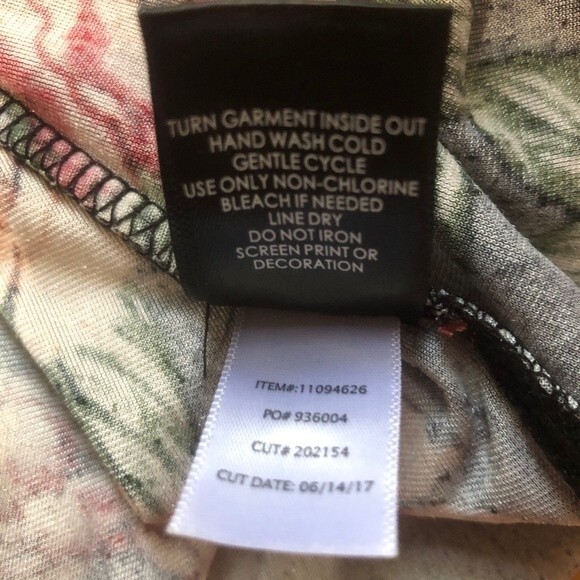 TURN GARMENT INSIDE OUT
HAND WASH COLD
GENTLE CYCLE
USE ONLY NON-CHLORINE
BLEACH IF NEEDED
LINE DRY
DO NOT IRON
SCREEN PRINT OR
DECORATION
ITEM#:11094626
PO# 936004
CUT# 202154
CUT DATE: 06/14/17